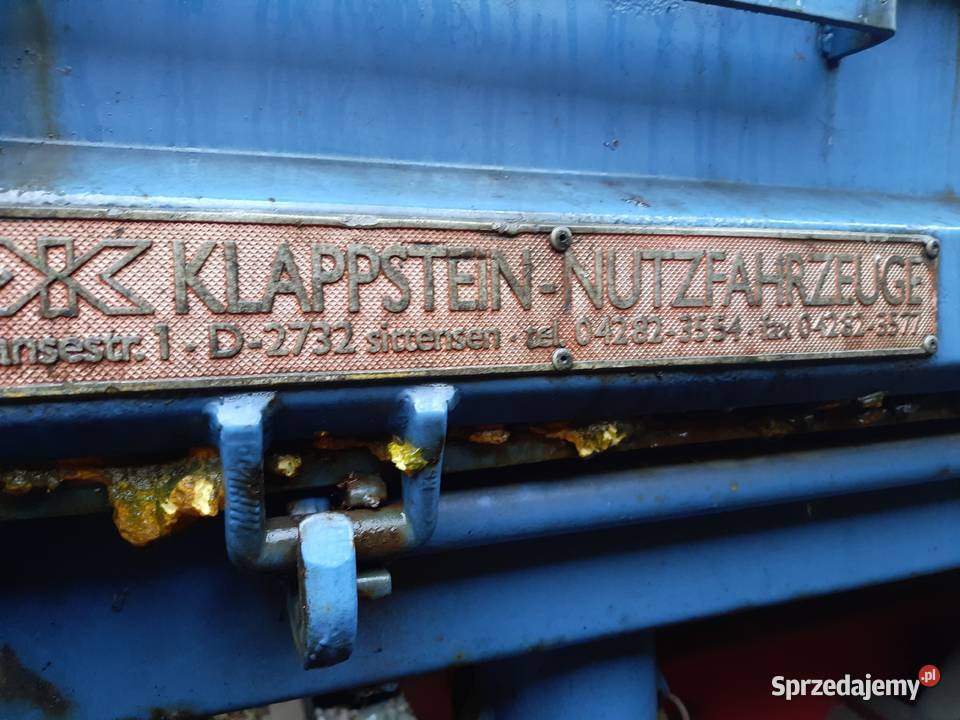 KLAPPSTEIN-NUTZFAHRZEUGE
ansestr. 1 · D-2732 sittensen · tel. 04282-3554 · fax 04282-3577
Sprzedajemy.pl